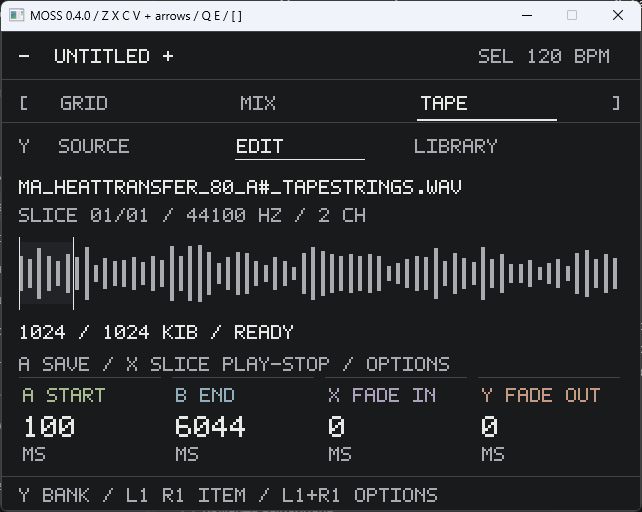 MOSS 0.4.0 / Z X C V + arrows / Q E / [ ]
- UNTITLED + SEL 120 BPM
[ GRID MIX TAPE ]
Y SOURCE EDIT LIBRARY
MA_HEATTRANSFER_80_A#_TAPESTRINGS.WAV
SLICE 01/01 / 44100 HZ / 2 CH
1024 / 1024 KIB / READY
A SAVE / X SLICE PLAY-STOP / OPTIONS
A START B END X FADE IN Y FADE OUT
100 6044 0 0
MS MS MS MS
Y BANK / L1 R1 ITEM / L1+R1 OPTIONS